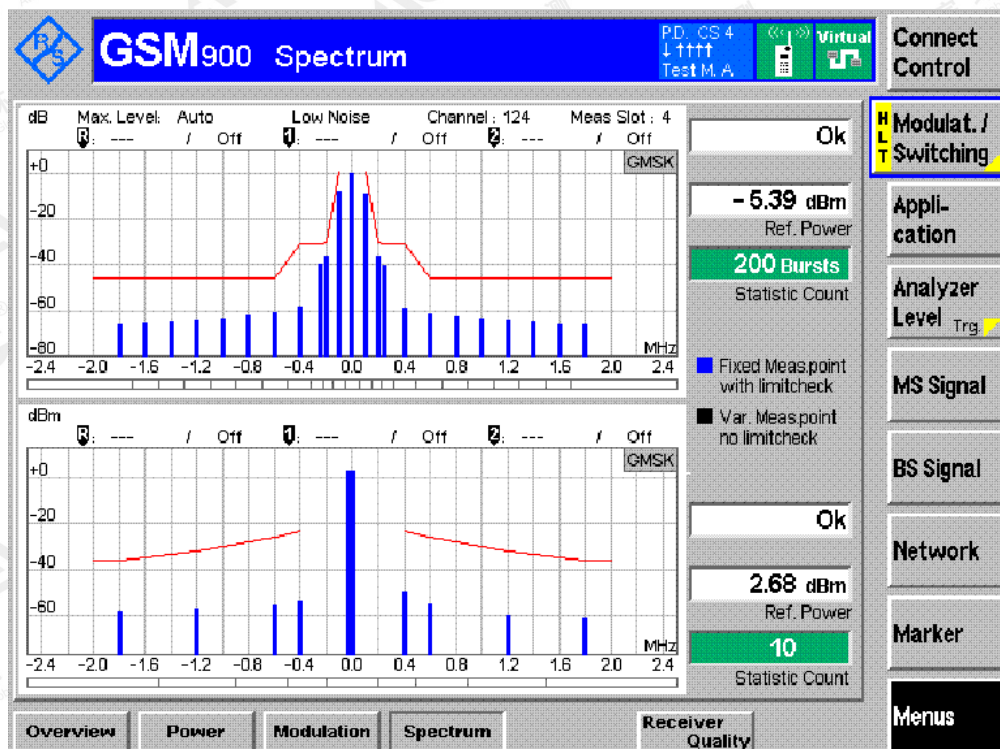 R/S GSM900 Spectrum P.D. CS 4 Virtual
↓↑↑↑↑
Test M. A
Connect Control
dB Max. Level: Auto Low Noise Channel : 124 Meas Slot : 4
R: --- / Off 1: --- / Off 2: --- / Off
GMSK
+0
-20
-40
-60
-80 MHz
-2.4 -2.0 -1.6 -1.2 -0.8 -0.4 0.0 0.4 0.8 1.2 1.6 2.0 2.4
dBm
R: --- / Off 1: --- / Off 2: --- / Off
GMSK
+0
-20
-40
-60
MHz
-2.4 -2.0 -1.6 -1.2 -0.8 -0.4 0.0 0.4 0.8 1.2 1.6 2.0 2.4
Ok
-5.39 dBm
Ref. Power
200 Bursts
Statistic Count
Fixed Meas.point
with limitcheck
Var. Meas.point
no limitcheck
Ok
2.68 dBm
Ref. Power
10
Statistic Count
HLT Modulat. /
Switching
Appli-
cation
Analyzer
Level Trg.
MS Signal
BS Signal
Network
Marker
Menus
Overview Power Modulation Spectrum Receiver
Quality